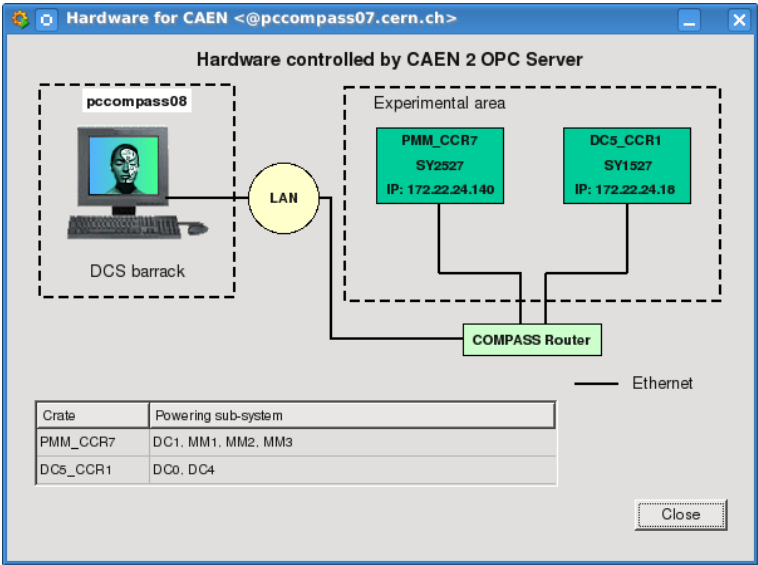 Hardware for CAEN <@pccompass07.cern.ch>
Hardware controlled by CAEN 2 OPC Server
pccompass08
DCS barrack
LAN
Experimental area
PMM_CCR7
SY2527
IP: 172.22.24.140
DC5_CCR1
SY1527
IP: 172.22.24.18
COMPASS Router
Ethernet
Crate Powering sub-system
PMM_CCR7 DC1, MM1, MM2, MM3
DC5_CCR1 DC0, DC4
Close